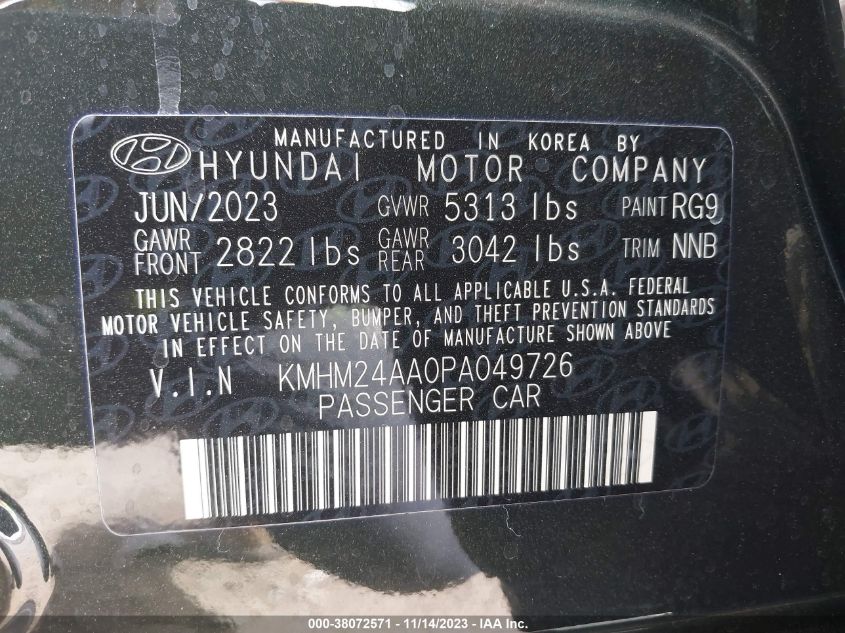 MANUFACTURED IN KOREA BY
HYUNDAI MOTOR COMPANY
JUN/2023 GVWR 5313 lbs PAINT RG9
GAWR FRONT 2822 lbs GAWR REAR 3042 lbs TRIM NNB
THIS VEHICLE CONFORMS TO ALL APPLICABLE U.S.A. FEDERAL
MOTOR VEHICLE SAFETY, BUMPER, AND THEFT PREVENTION STANDARDS
IN EFFECT ON THE DATE OF MANUFACTURE SHOWN ABOVE
V.I.N KMHM24AA0PA049726
PASSENGER CAR
000-38072571 - 11/14/2023 - IAA Inc.